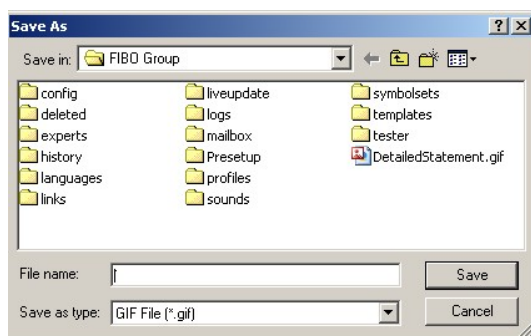 Save As
Save in: FIBO Group
config
deleted
experts
history
languages
links
liveupdate
logs
mailbox
Presetup
profiles
sounds
symbolsets
templates
tester
DetailedStatement.gif
File name:
Save
Save as type: GIF File (*.gif)
Cancel